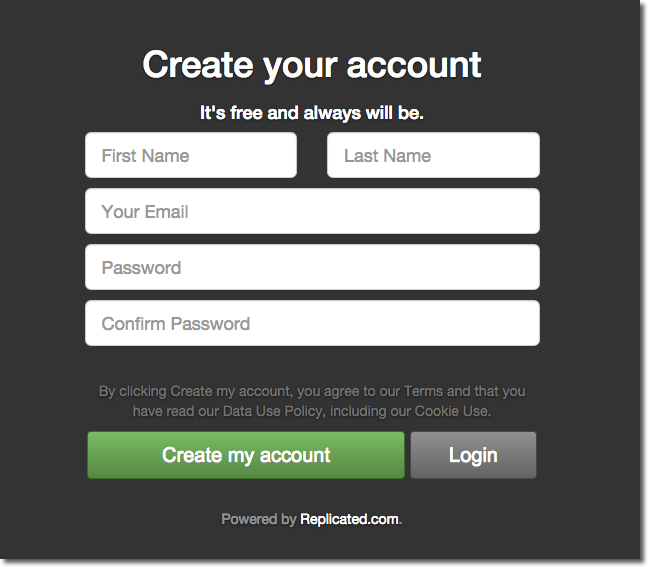 Create your account
It's free and always will be.
First Name Last Name
Your Email
Password
Confirm Password
By clicking Create my account, you agree to our Terms and that you
have read our Data Use Policy, including our Cookie Use.
Create my account Login
Powered by Replicated.com.